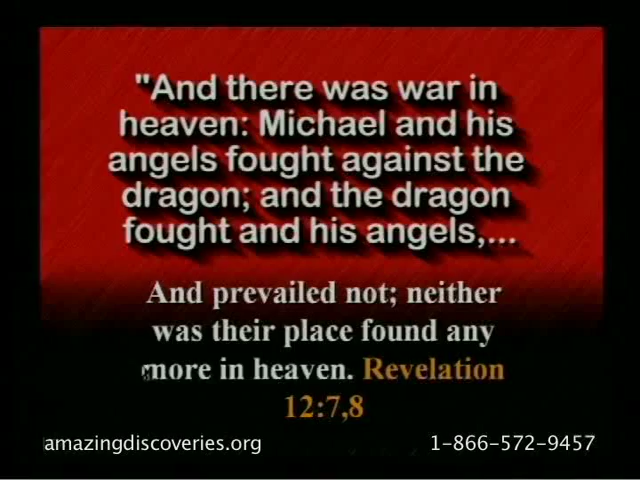 "And there was war in
heaven: Michael and his
angels fought against the
dragon; and the dragon
fought and his angels,...
And prevailed not; neither
was their place found any
more in heaven. Revelation
12:7,8
amazingdiscoveries.org 1-866-572-9457